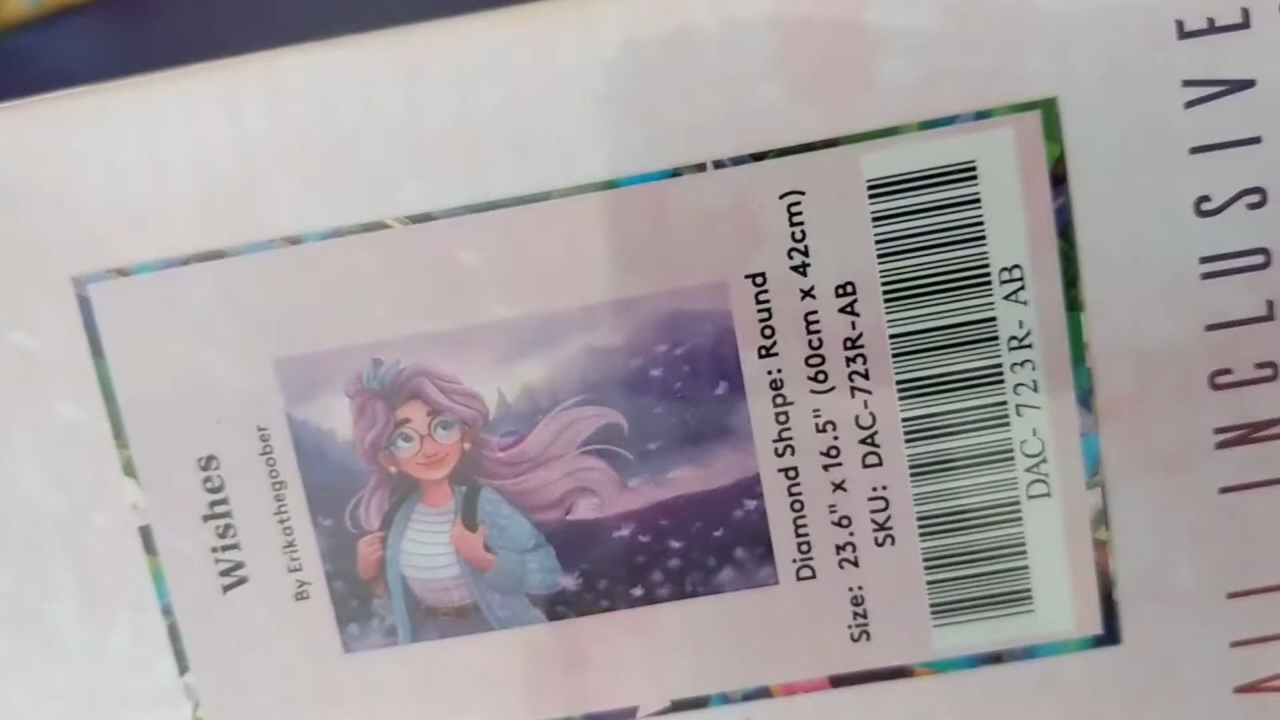 Wishes
By Erikathegoober
Diamond Shape: Round
Size: 23.6" x 16.5" (60cm x 42cm)
SKU: DAC-723R-AB
DAC-723R-AB
ALL INCLUSIVE